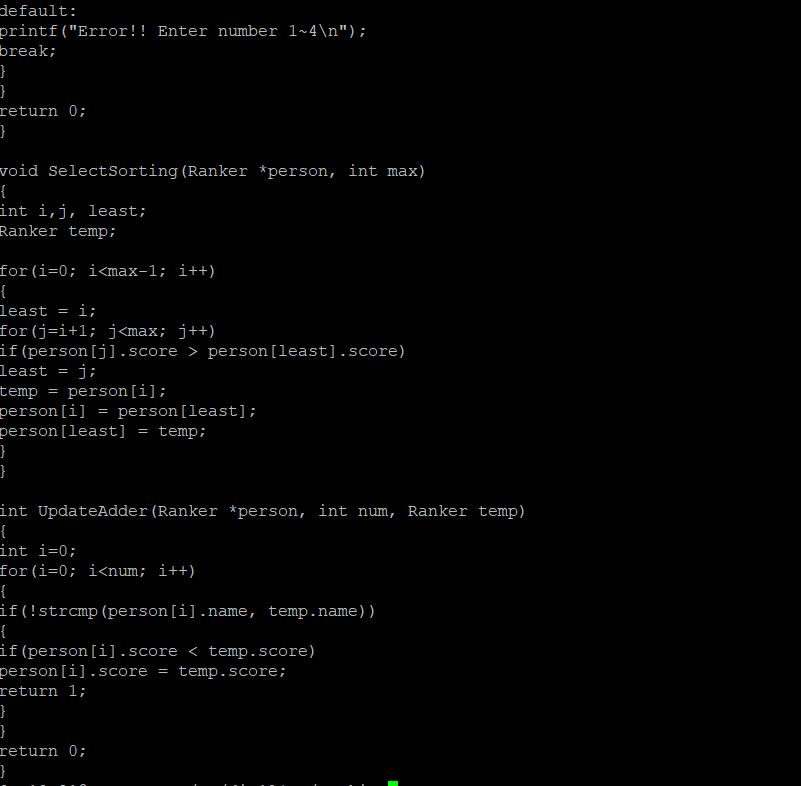 default:
printf("Error!! Enter number 1~4\n");
break;
}
}
return 0;
}
void SelectSorting(Ranker *person, int max)
{
int i,j, least;
Ranker temp;
for(i=0; i<max-1; i++)
{
least = i;
for(j=i+1; j<max; j++)
if(person[j].score > person[least].score)
least = j;
temp = person[i];
person[i] = person[least];
person[least] = temp;
}
}
int UpdateAdder(Ranker *person, int num, Ranker temp)
{
int i=0;
for(i=0; i<num; i++)
{
if(!strcmp(person[i].name, temp.name))
{
if(person[i].score < temp.score)
person[i].score = temp.score;
return 1;
}
}
return 0;
}